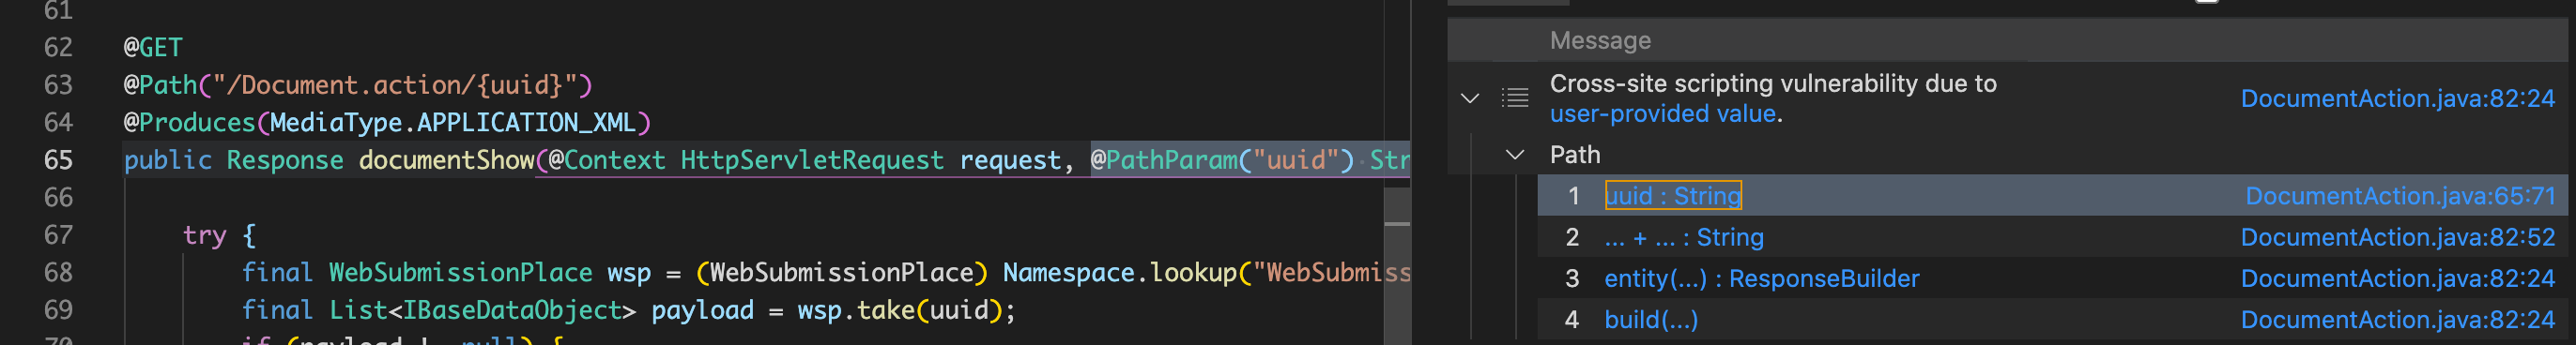 61
62 @GET
63 @Path("/Document.action/{uuid}")
64 @Produces(MediaType.APPLICATION_XML)
65 public Response documentShow(@Context HttpServletRequest request, @PathParam("uuid") Str
66
67 try {
68 final WebSubmissionPlace wsp = (WebSubmissionPlace) Namespace.lookup("WebSubmiss
69 final List<IBaseDataObject> payload = wsp.take(uuid);
70 if (payload != null) {
Message
Cross-site scripting vulnerability due to
user-provided value.
DocumentAction.java:82:24
Path
1 uuid : String DocumentAction.java:65:71
2 ... + ... : String DocumentAction.java:82:52
3 entity(...) : ResponseBuilder DocumentAction.java:82:24
4 build(...) DocumentAction.java:82:24